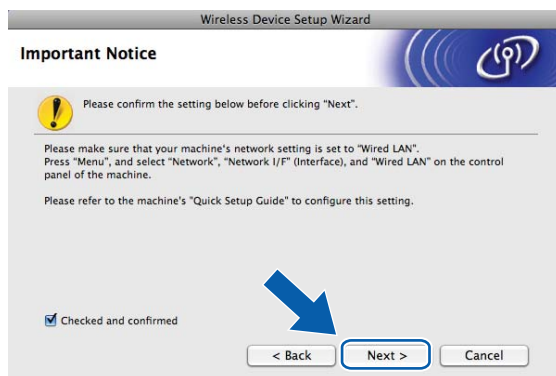 Wireless Device Setup Wizard
Important Notice
Please confirm the setting below before clicking "Next".
Please make sure that your machine's network setting is set to "Wired LAN".
Press "Menu", and select "Network", "Network I/F" (Interface), and "Wired LAN" on the control
panel of the machine.
Please refer to the machine's "Quick Setup Guide" to configure this setting.
Checked and confirmed
< Back Next > Cancel